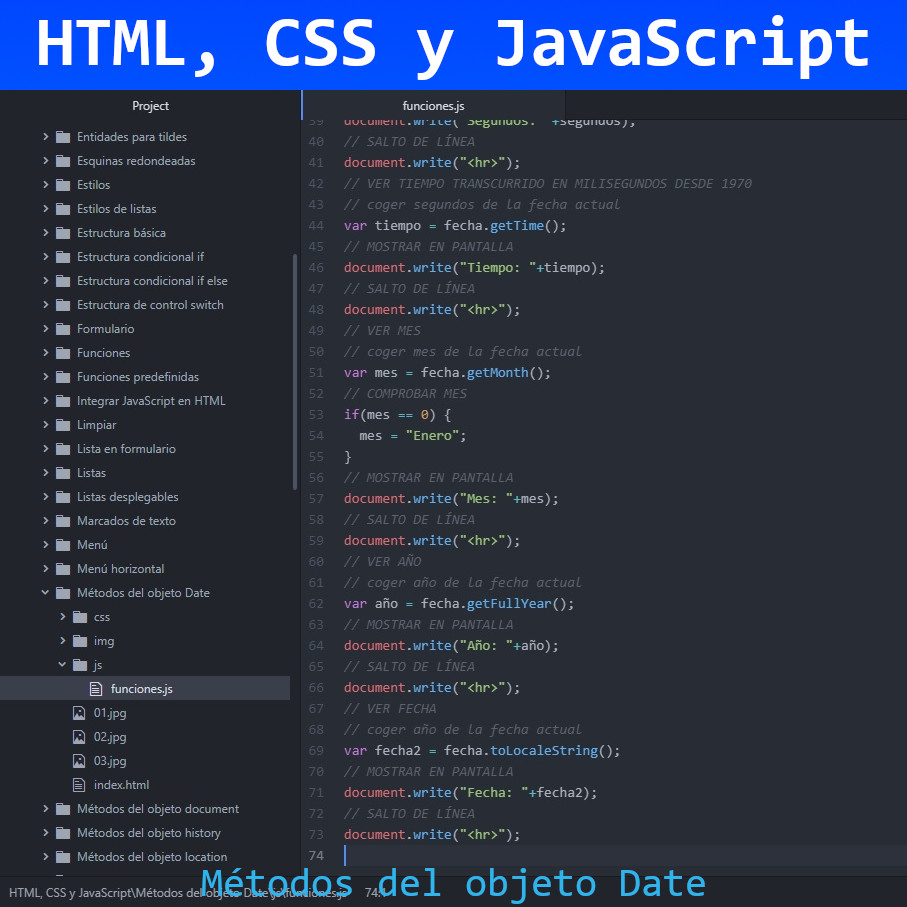 HTML, CSS y JavaScript
Project
Entidades para tildes
Esquinas redondeadas
Estilos
Estilos de listas
Estructura básica
Estructura condicional if
Estructura condicional if else
Estructura de control switch
Formulario
Funciones
Funciones predefinidas
Integrar JavaScript en HTML
Limpiar
Lista en formulario
Listas
Listas desplegables
Marcados de texto
Menú
Menú horizontal
Métodos del objeto Date
css
img
js
funciones.js
01.jpg
02.jpg
03.jpg
index.html
Métodos del objeto document
Métodos del objeto history
Métodos del objeto location
funciones.js
39 document.write("Segundos: "+segundos);
40 // SALTO DE LÍNEA
41 document.write("<hr>");
42 // VER TIEMPO TRANSCURRIDO EN MILISEGUNDOS DESDE 1970
43 // coger segundos de la fecha actual
44 var tiempo = fecha.getTime();
45 // MOSTRAR EN PANTALLA
46 document.write("Tiempo: "+tiempo);
47 // SALTO DE LÍNEA
48 document.write("<hr>");
49 // VER MES
50 // coger mes de la fecha actual
51 var mes = fecha.getMonth();
52 // COMPROBAR MES
53 if(mes == 0) {
54 mes = "Enero";
55 }
56 // MOSTRAR EN PANTALLA
57 document.write("Mes: "+mes);
58 // SALTO DE LÍNEA
59 document.write("<hr>");
60 // VER AÑO
61 // coger año de la fecha actual
62 var año = fecha.getFullYear();
63 // MOSTRAR EN PANTALLA
64 document.write("Año: "+año);
65 // SALTO DE LÍNEA
66 document.write("<hr>");
67 // VER FECHA
68 // coger año de la fecha actual
69 var fecha2 = fecha.toLocaleString();
70 // MOSTRAR EN PANTALLA
71 document.write("Fecha: "+fecha2);
72 // SALTO DE LÍNEA
73 document.write("<hr>");
74
HTML, CSS y JavaScript\Métodos del objeto Date\js\funciones.js 74:1
Métodos del objeto Date